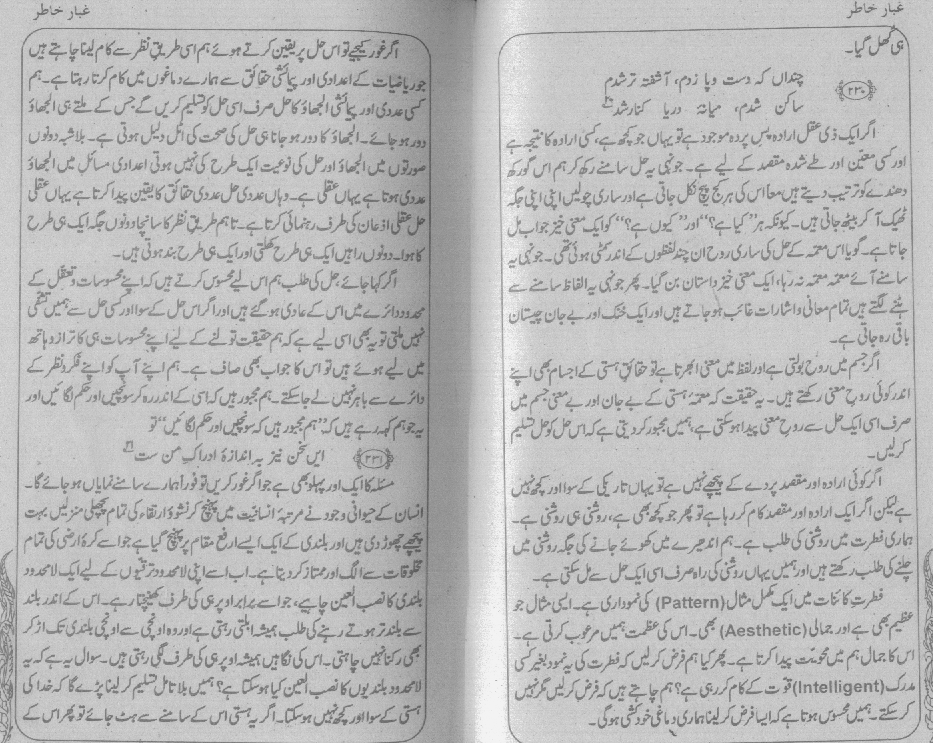 غبار خاطر
ہی کھل گیا۔
﴿۲۳۰﴾ چنداں کہ دست و پا زدم، آشفتہ تر شدم
ساکن شدم، میانۂ دریا کنار شد
اگر ایک ذی عقل ارادہ پس پردہ موجود ہے تو یہاں جو کچھ ہے، کسی ارادہ کا نتیجہ ہے
اور کسی معیّن اور طے شدہ مقصد کے لیے ہے۔ جونہی یہ حل سامنے رکھ کر ہم اس گورکھ
دھندے کو ترتیب دیتے ہیں معاً اس کی ہر کج پیچ نکل جاتی ہے اور ساری چولیں اپنی اپنی جگہ
ٹھیک آ کر بیٹھ جاتی ہیں۔ کیونکہ ہر ”کیا ہے؟“ اور ”کیوں ہے؟“ کو ایک معنی خیز جواب مل
جاتا ہے۔ گویا اس معمّہ کے حل کی ساری روح ان چند لفظوں کے اندر سمٹی ہوئی تھی۔ جونہی یہ
سامنے آئے معمّہ معمّہ نہ رہا، ایک معنی خیز داستان بن گیا۔ پھر جونہی یہ الفاظ سامنے سے
ہٹنے لگتے ہیں تمام معانی و اشارات غائب ہو جاتے ہیں اور ایک خشک اور بے جان چیستان
باقی رہ جاتی ہے۔
اگر جسم میں روح بولتی ہے اور لفظ میں معنی ابھرتا ہے تو حقائق ہستی کے اجسام بھی اپنے
اندر کوئی روح معنی رکھتے ہیں۔ یہ حقیقت کہ معمّۂ ہستی کے بے جان اور بے معنی جسم میں
صرف اسی ایک حل سے روح معنی پیدا ہو سکتی ہے، ہمیں مجبور کر دیتی ہے کہ اس حل کو حل تسلیم
کر لیں۔
اگر کوئی ارادہ اور مقصد پردے کے پیچھے نہیں ہے تو یہاں تاریکی کے سوا اور کچھ نہیں
ہے لیکن اگر ایک ارادہ اور مقصد کام کر رہا ہے تو پھر جو کچھ بھی ہے، روشنی ہی روشنی ہے۔
ہماری فطرت میں روشنی کی طلب ہے۔ ہم اندھیرے میں کھوئے جانے کی جگہ روشنی میں
چلنے کی طلب رکھتے ہیں اور ہمیں یہاں روشنی کی راہ صرف اسی ایک حل سے مل سکتی ہے۔
فطرت کائنات میں ایک مکمل مثال (Pattern) کی نموداری ہے۔ ایسی مثال جو
عظیم بھی ہے اور جمالی (Aesthetic) بھی۔ اس کی عظمت ہمیں مرعوب کرتی ہے۔
اس کا جمال ہم میں محویت پیدا کرتا ہے۔ پھر کیا ہم فرض کر لیں کہ فطرت کی یہ نمود بغیر کسی
مدرک (Intelligent) قوت کے کام کر رہی ہے؟ ہم چاہتے ہیں کہ فرض کر لیں مگر نہیں
کر سکتے۔ ہمیں محسوس ہوتا ہے کہ ایسا فرض کر لینا ہماری دماغی خودکشی ہوگی۔
غبار خاطر
اگر غور کیجیے تو اس حل پر یقین کرتے ہوئے ہم اسی طریق نظر سے کام لینا چاہتے ہیں
جو ریاضیات کے اعدادی اور پیمائشی حقائق سے ہمارے دماغوں میں کام کرتا رہتا ہے۔ ہم
کسی عددی اور پیمائشی الجھاؤ کا حل صرف اسی حل کو تسلیم کریں گے جس کے ملتے ہی الجھاؤ
دور ہو جائے۔ الجھاؤ کا دور ہو جانا ہی حل کی صحت کی اٹل دلیل ہوتی ہے۔ بلاشبہ دونوں
صورتوں میں الجھاؤ اور حل کی نوعیت ایک طرح کی نہیں ہوتی اعدادی مسائل میں الجھاؤ
عددی ہوتا ہے یہاں عقلی ہے۔ وہاں عددی حل عددی حقائق کا یقین پیدا کرتا ہے یہاں عقلی
حل عقلی اذعان کی طرف رہنمائی کرتا ہے۔ تاہم طریق نظر کا سانچا دونوں جگہ ایک ہی طرح
کا ہوا۔ دونوں راہیں ایک ہی طرح کھلتی اور ایک ہی طرح بند ہوتی ہیں۔
اگر کہا جائے، حل کی طلب ہم اس لیے محسوس کرتے ہیں کہ اپنے محسوسات و تعقّل کے
محدود دائرے میں اس کے عادی ہو گئے ہیں اور اگر اس حل کے سوا اور کسی حل سے ہمیں تشفی
نہیں ملتی تو یہ بھی اسی لیے ہے کہ ہم حقیقت تولنے کے لیے اپنے محسوسات ہی کا ترازو ہاتھ
میں لیے ہوئے ہیں تو اس کا جواب بھی صاف ہے۔ ہم اپنے آپ کو اپنے فکر و نظر کے
دائرے سے باہر نہیں لے جا سکتے۔ ہم مجبور ہیں کہ اسی کے اندر رہ کر سوچیں اور حکم لگائیں اور
یہ جو ہم کہہ رہے ہیں کہ ”ہم مجبور ہیں کہ سوچیں اور حکم لگائیں“ تو
﴿۲۳۱﴾ ایں سخن نیز بہ اندازۂ ادراکِ من ست
مسئلہ کا ایک اور پہلو بھی ہے جو اگر غور کریں تو فوراً ہمارے سامنے نمایاں ہو جائے گا۔
انسان کے حیوانی وجود نے مرتبۂ انسانیت میں پہنچ کر نشوؤ ارتقاء کی تمام پچھلی منزلیں بہت
پیچھے چھوڑ دی ہیں اور بلندی کے ایک ایسے ارفع مقام پر پہنچ گیا ہے جو اسے کرۂ ارضی کی تمام
مخلوقات سے الگ اور ممتاز کر دیتا ہے۔ اب اسے اپنی لامحدود ترقیوں کے لیے ایک لامحدود
بلندی کا نصب العین چاہیے، جو اسے برابر اوپر ہی کی طرف کھینچتا رہے۔ اس کے اندر بلند
سے بلند تر ہوتے رہنے کی طلب ہمیشہ ابلتی رہتی ہے اور وہ اونچی سے اونچی بلندی تک اڑ کر
بھی رکنا نہیں چاہتی۔ اس کی نگاہیں ہمیشہ اوپر ہی کی طرف لگی رہتی ہیں۔ سوال یہ ہے کہ یہ
لامحدود بلندیوں کا نصب العین کیا ہو سکتا ہے؟ ہمیں بلا تامل تسلیم کر لینا پڑے گا کہ خدا کی
ہستی کے سوا اور کچھ نہیں ہو سکتا۔ اگر یہ ہستی اس کے سامنے سے ہٹ جائے تو پھر اس کے